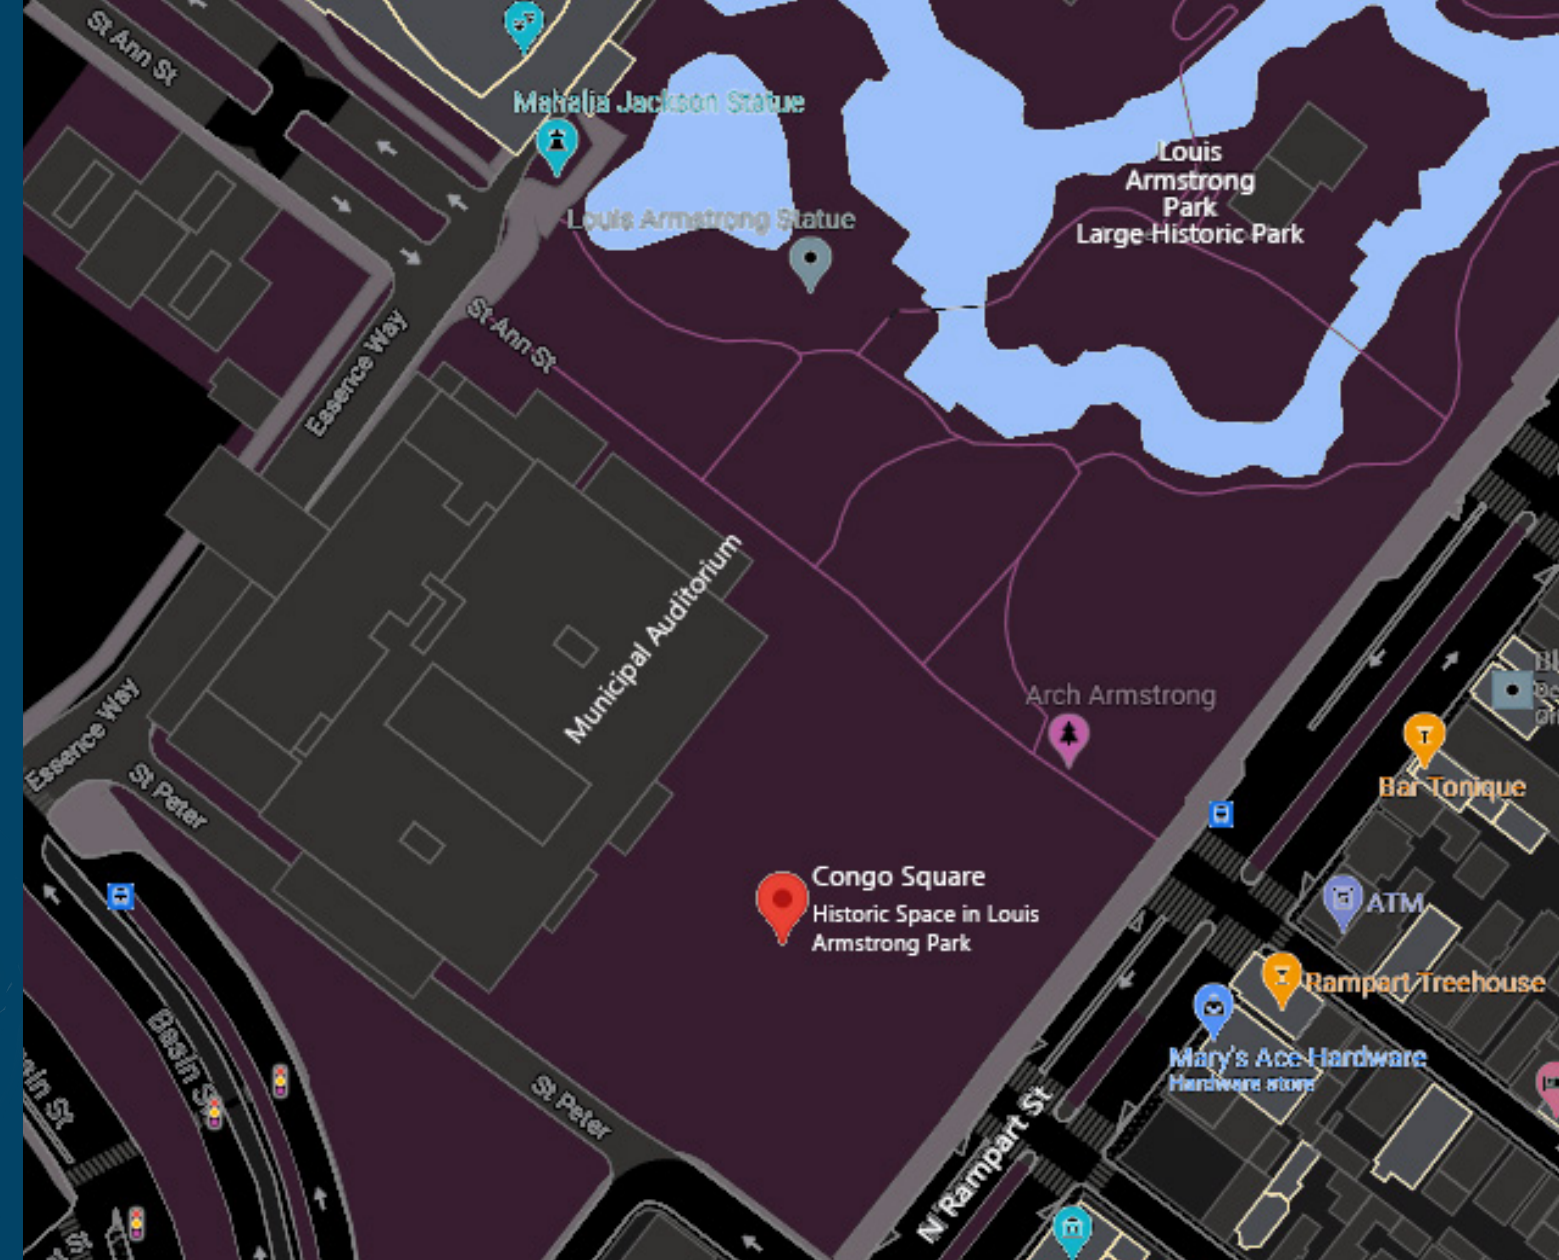 St Ann St
Mahalia Jackson Statue
Louis
Armstrong
Park
Large Historic Park
Louis Armstrong Statue
St Ann St
Essence Way
Municipal Auditorium
Arch Armstrong
Essence Way
St Peter
Bar Tonique
Congo Square
Historic Space in Louis
Armstrong Park
ATM
Rampart Treehouse
Mary's Ace Hardware
Hardware store
Basin St
St Peter
N Rampart St